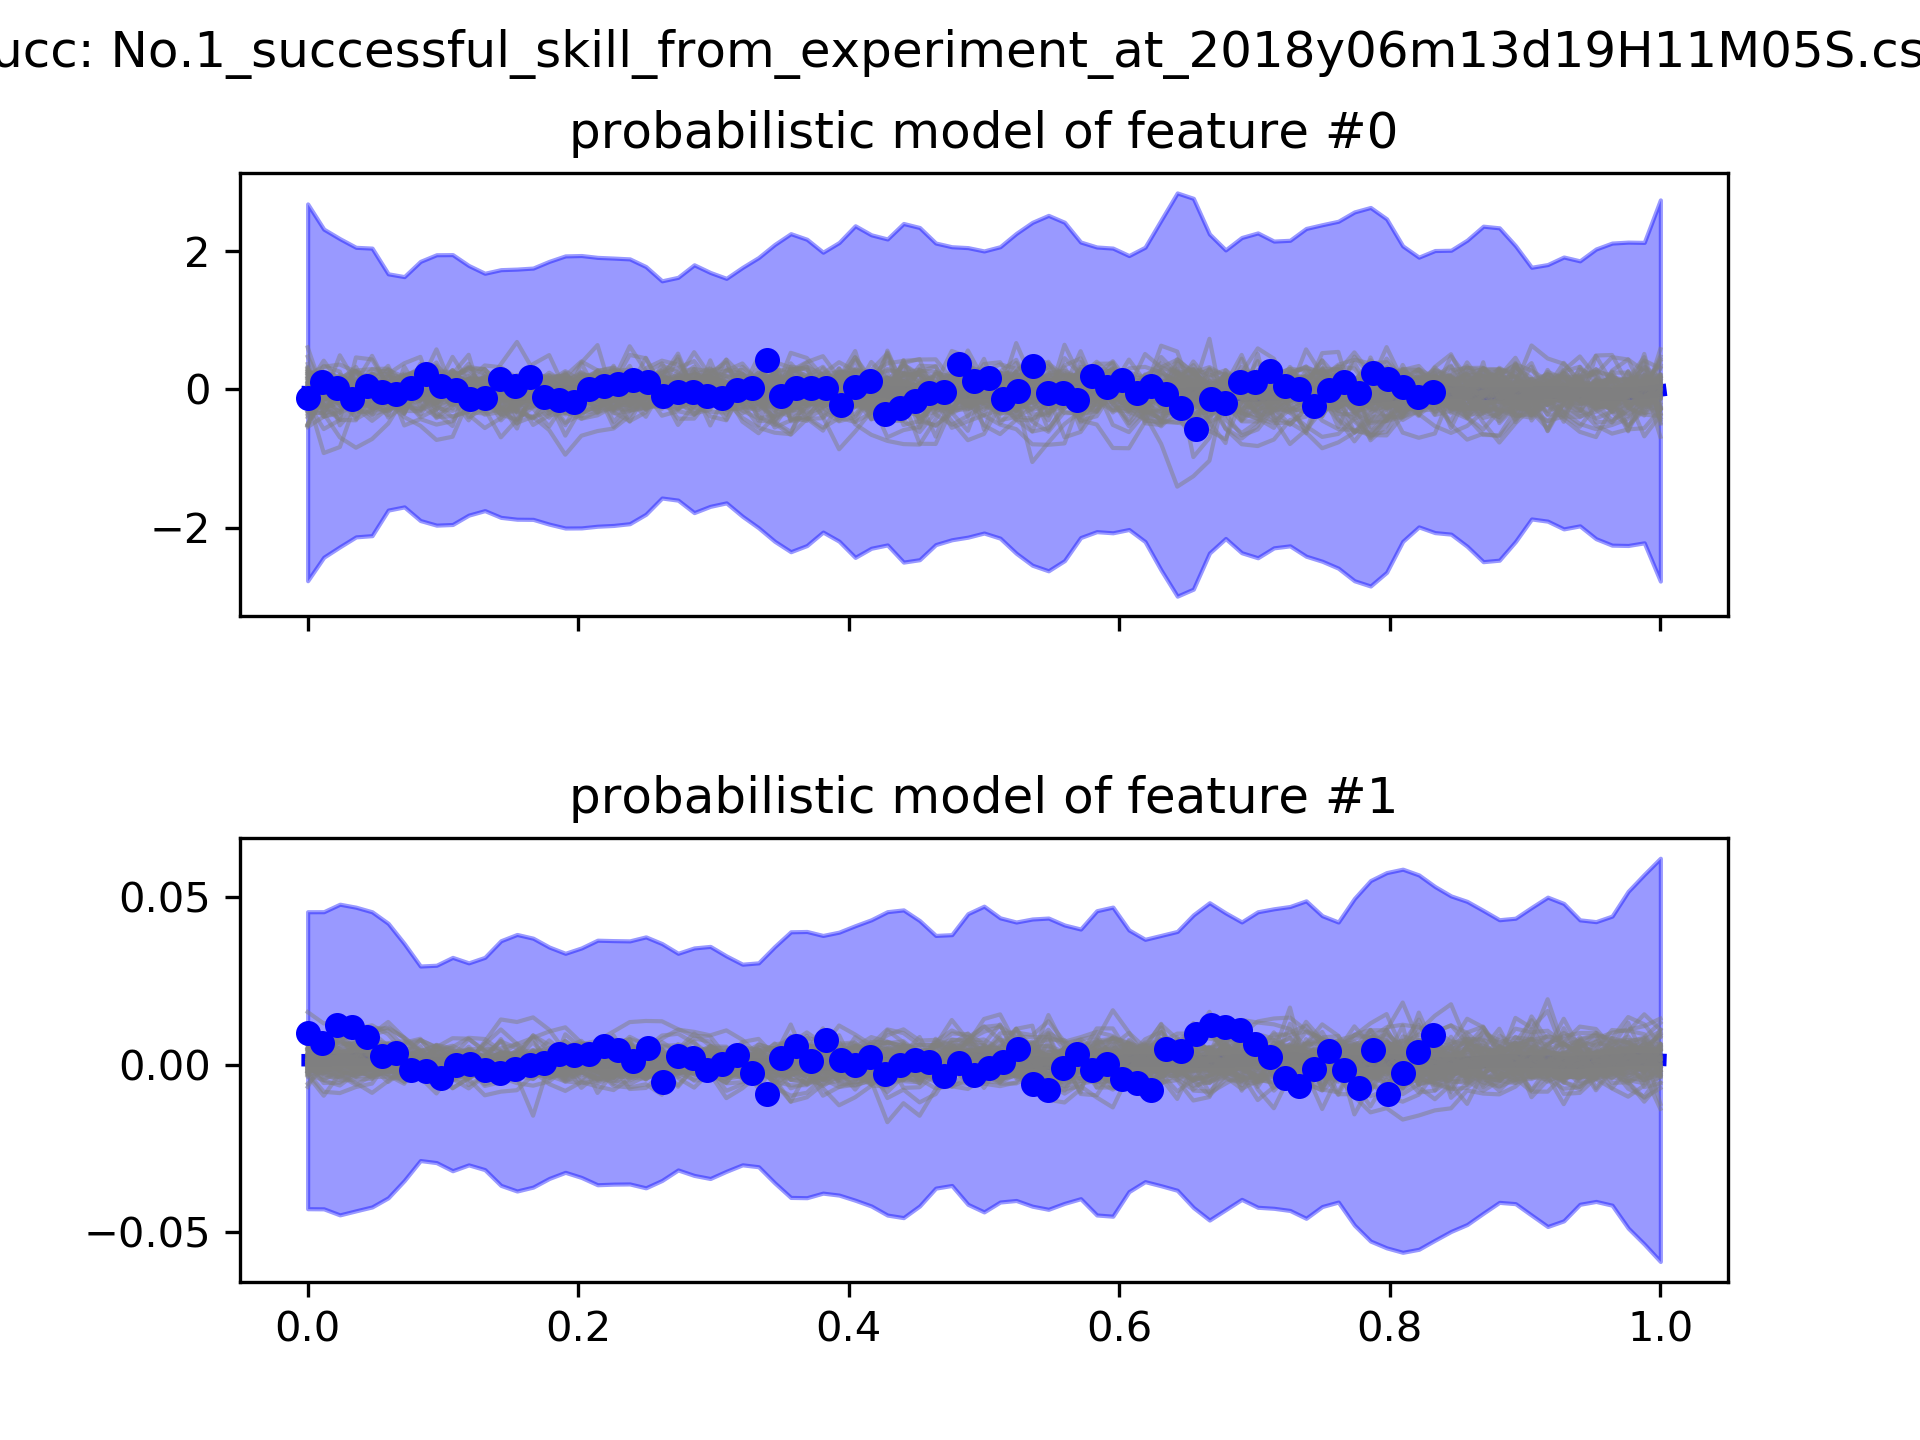 ucc: No.1_successful_skill_from_experiment_at_2018y06m13d19H11M05S.cs
probabilistic model of feature #0
2
0
−2
probabilistic model of feature #1
0.05
0.00
−0.05
0.0 0.2 0.4 0.6 0.8 1.0